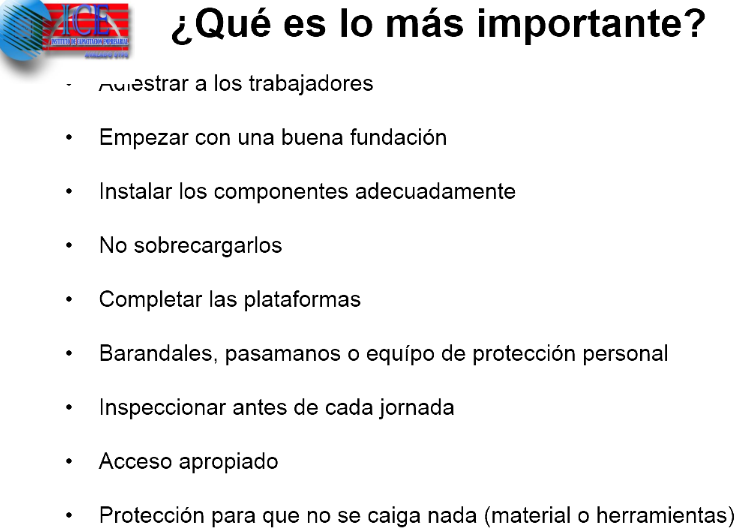 ICE
¿Qué es lo más importante?
• Adiestrar a los trabajadores
• Empezar con una buena fundación
• Instalar los componentes adecuadamente
• No sobrecargarlos
• Completar las plataformas
• Barandales, pasamanos o equípo de protección personal
• Inspeccionar antes de cada jornada
• Acceso apropiado
• Protección para que no se caiga nada (material o herramientas)